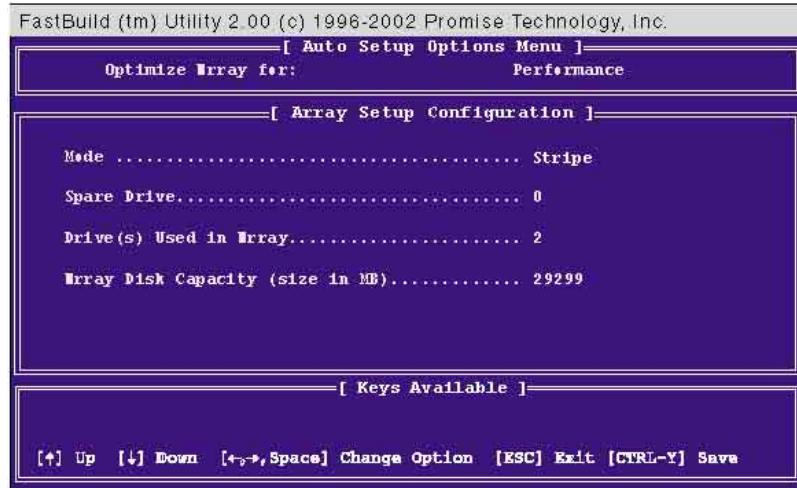 FastBuild (tm) Utility 2.00 (c) 1996-2002 Promise Technology, Inc.
[ Auto Setup Options Menu ]
Optimize Array for: Performance
[ Array Setup Configuration ]
Mode ........................................ Stripe
Spare Drive.................................. 0
Drive(s) Used in Array....................... 2
Array Disk Capacity (size in MB)............. 29299
[ Keys Available ]
[↑] Up [↓] Down [←,→,Space] Change Option [ESC] Exit [CTRL-Y] Save